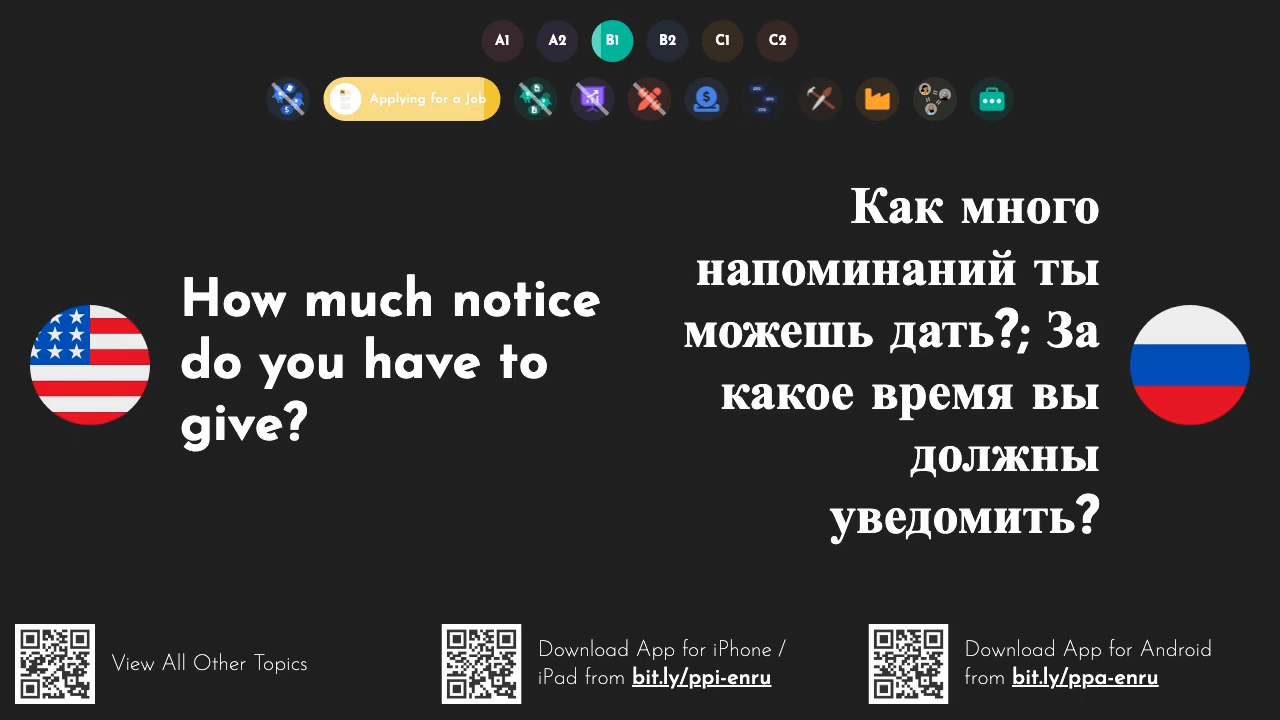 A1 A2 B1 B2 C1 C2
Applying for a Job
How much notice
do you have to
give?
Как много
напоминаний ты
можешь дать?; За
какое время вы
должны
уведомить?
View All Other Topics
Download App for iPhone /
iPad from bit.ly/ppi-enru
Download App for Android
from bit.ly/ppa-enru